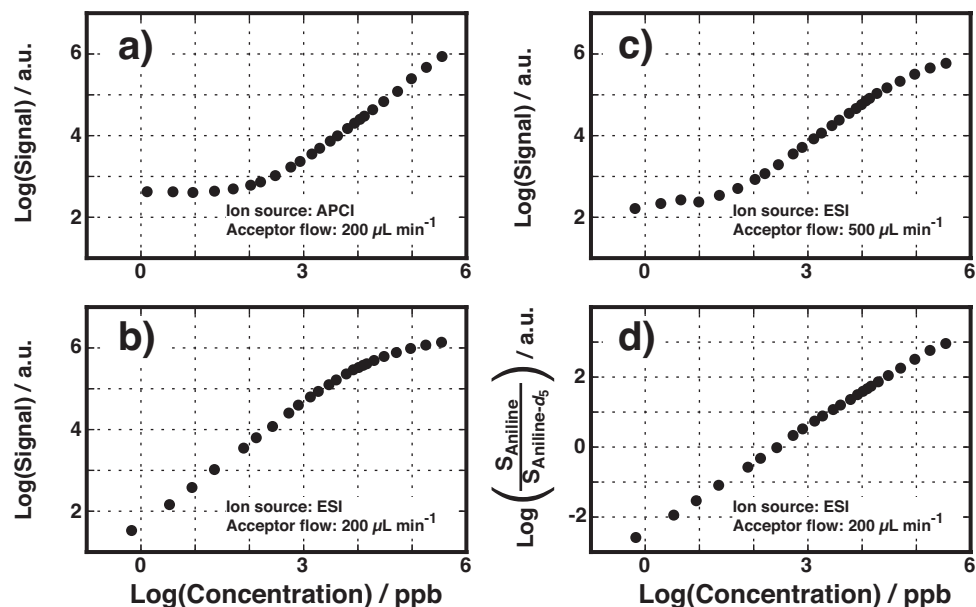 a)
Log(Signal) / a.u.
6
4
2
Ion source: APCI
Acceptor flow: 200 µL min-1
0
3
6
c)
Log(Signal) / a.u.
6
4
2
Ion source: ESI
Acceptor flow: 500 µL min-1
0
3
6
b)
Log(Signal) / a.u.
6
4
2
Ion source: ESI
Acceptor flow: 200 µL min-1
0
3
6
Log(Concentration) / ppb
d)
Log ( S Aniline / S Aniline-d5 ) / a.u.
2
0
-2
Ion source: ESI
Acceptor flow: 200 µL min-1
0
3
6
Log(Concentration) / ppb